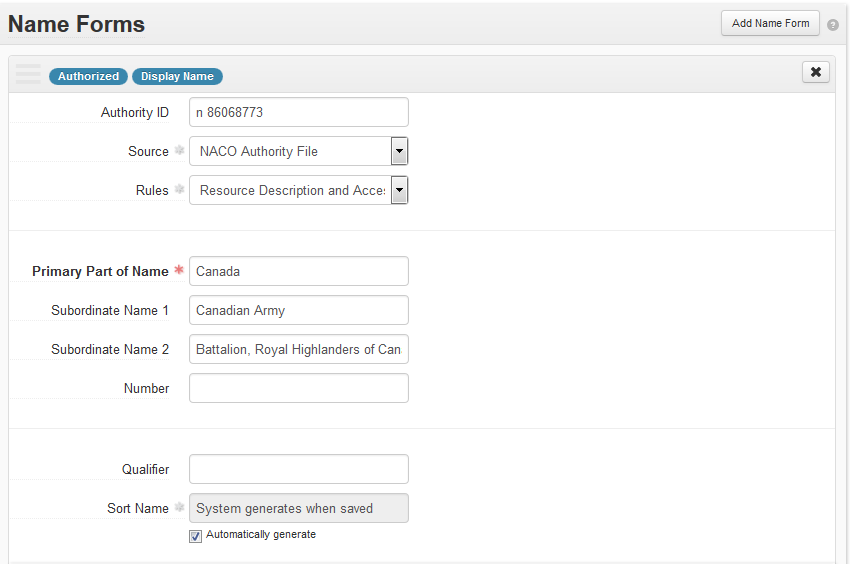 Name Forms
Add Name Form
Authorized Display Name
Authority ID n 86068773
Source NACO Authority File
Rules Resource Description and Acce
Primary Part of Name * Canada
Subordinate Name 1 Canadian Army
Subordinate Name 2 Battalion, Royal Highlanders of Can
Number
Qualifier
Sort Name System generates when saved
Automatically generate